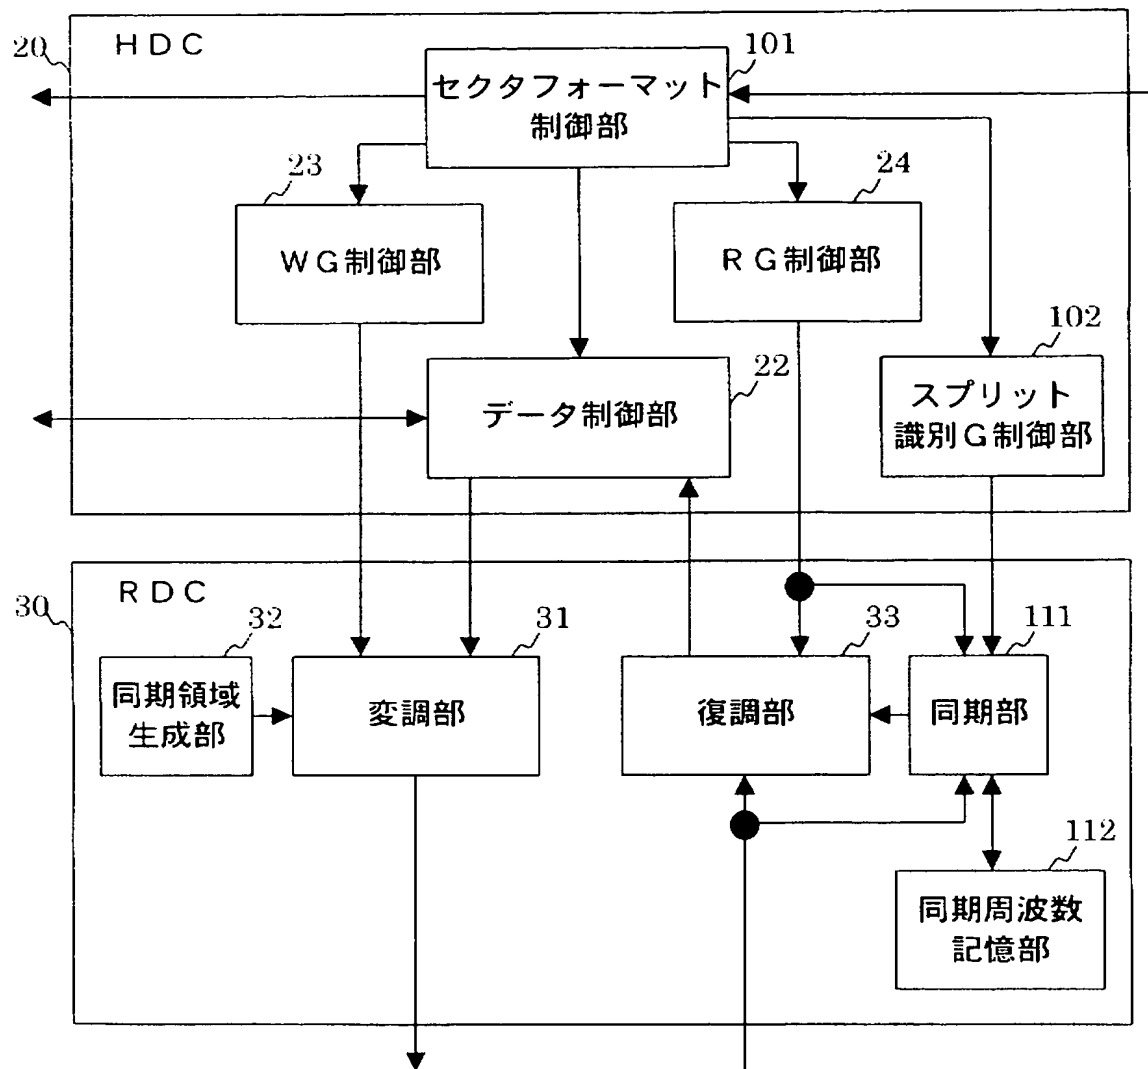 20
HDC
101
セクタフォーマット
制御部
23
24
WG制御部
RG制御部
102
22
データ制御部
スプリット
識別G制御部
RDC
30
32
31
33
111
同期領域
生成部
変調部
復調部
同期部
112
同期周波数
記憶部